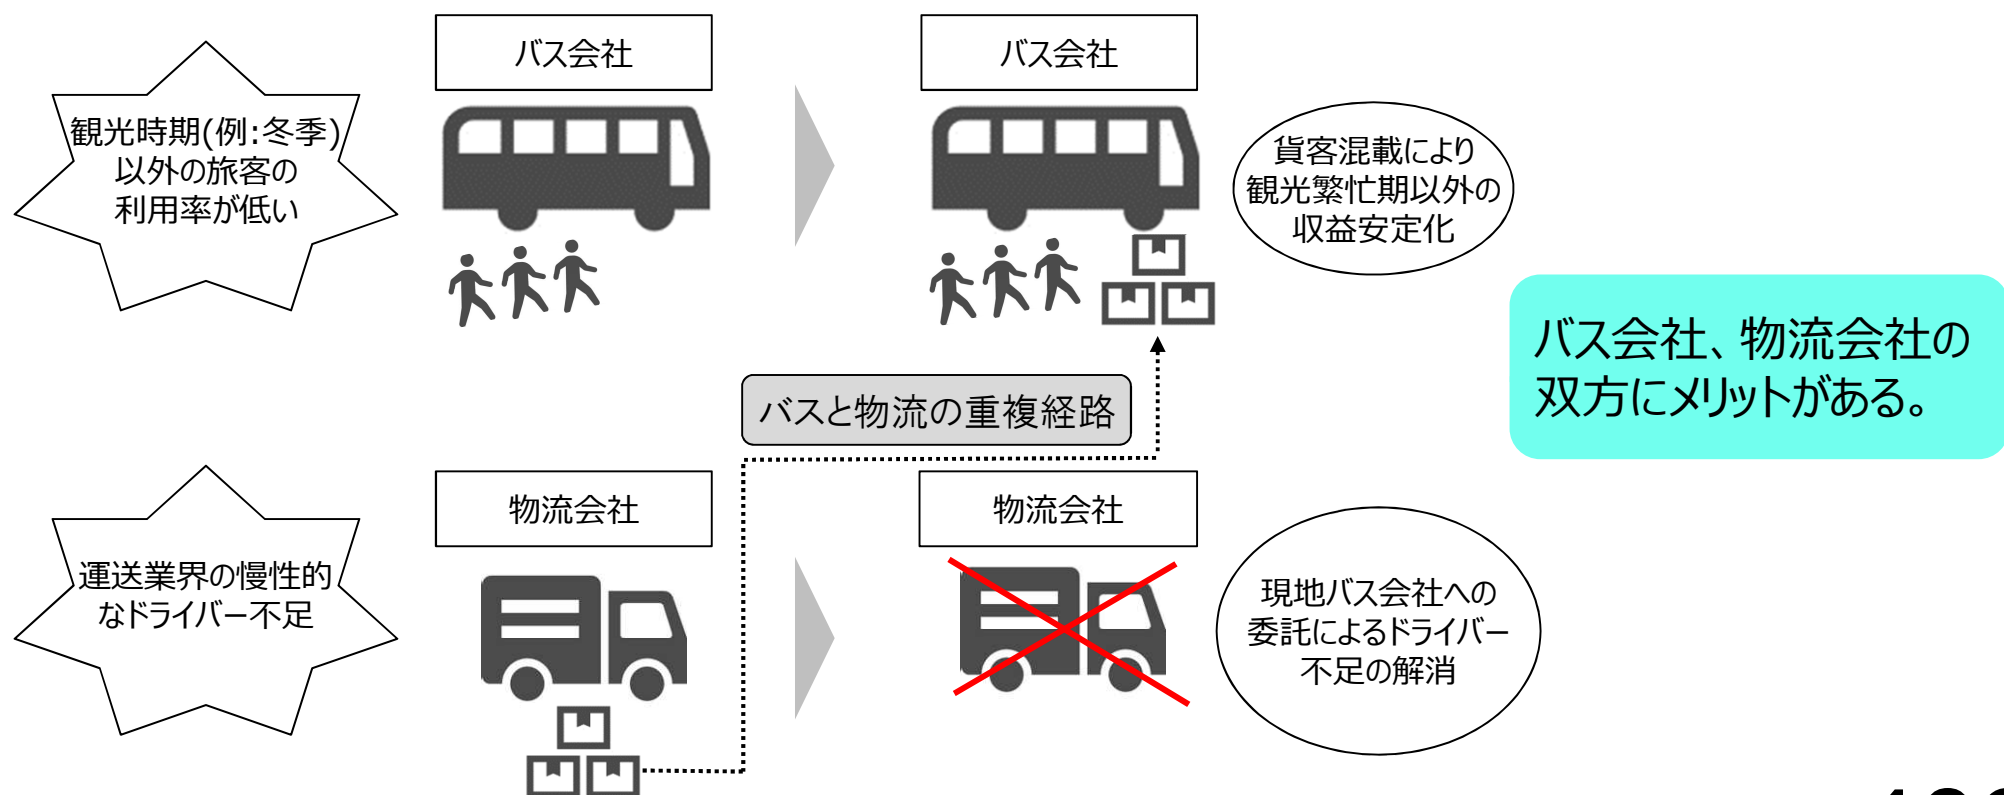 バス会社
バス会社
観光時期(例:冬季)
以外の旅客の
利用率が低い
貨客混載により
観光繁忙期以外の
収益安定化
バス会社、物流会社の
双方にメリットがある。
バスと物流の重複経路
物流会社
物流会社
運送業界の慢性的
なドライバー不足
現地バス会社への
委託によるドライバー
不足の解消